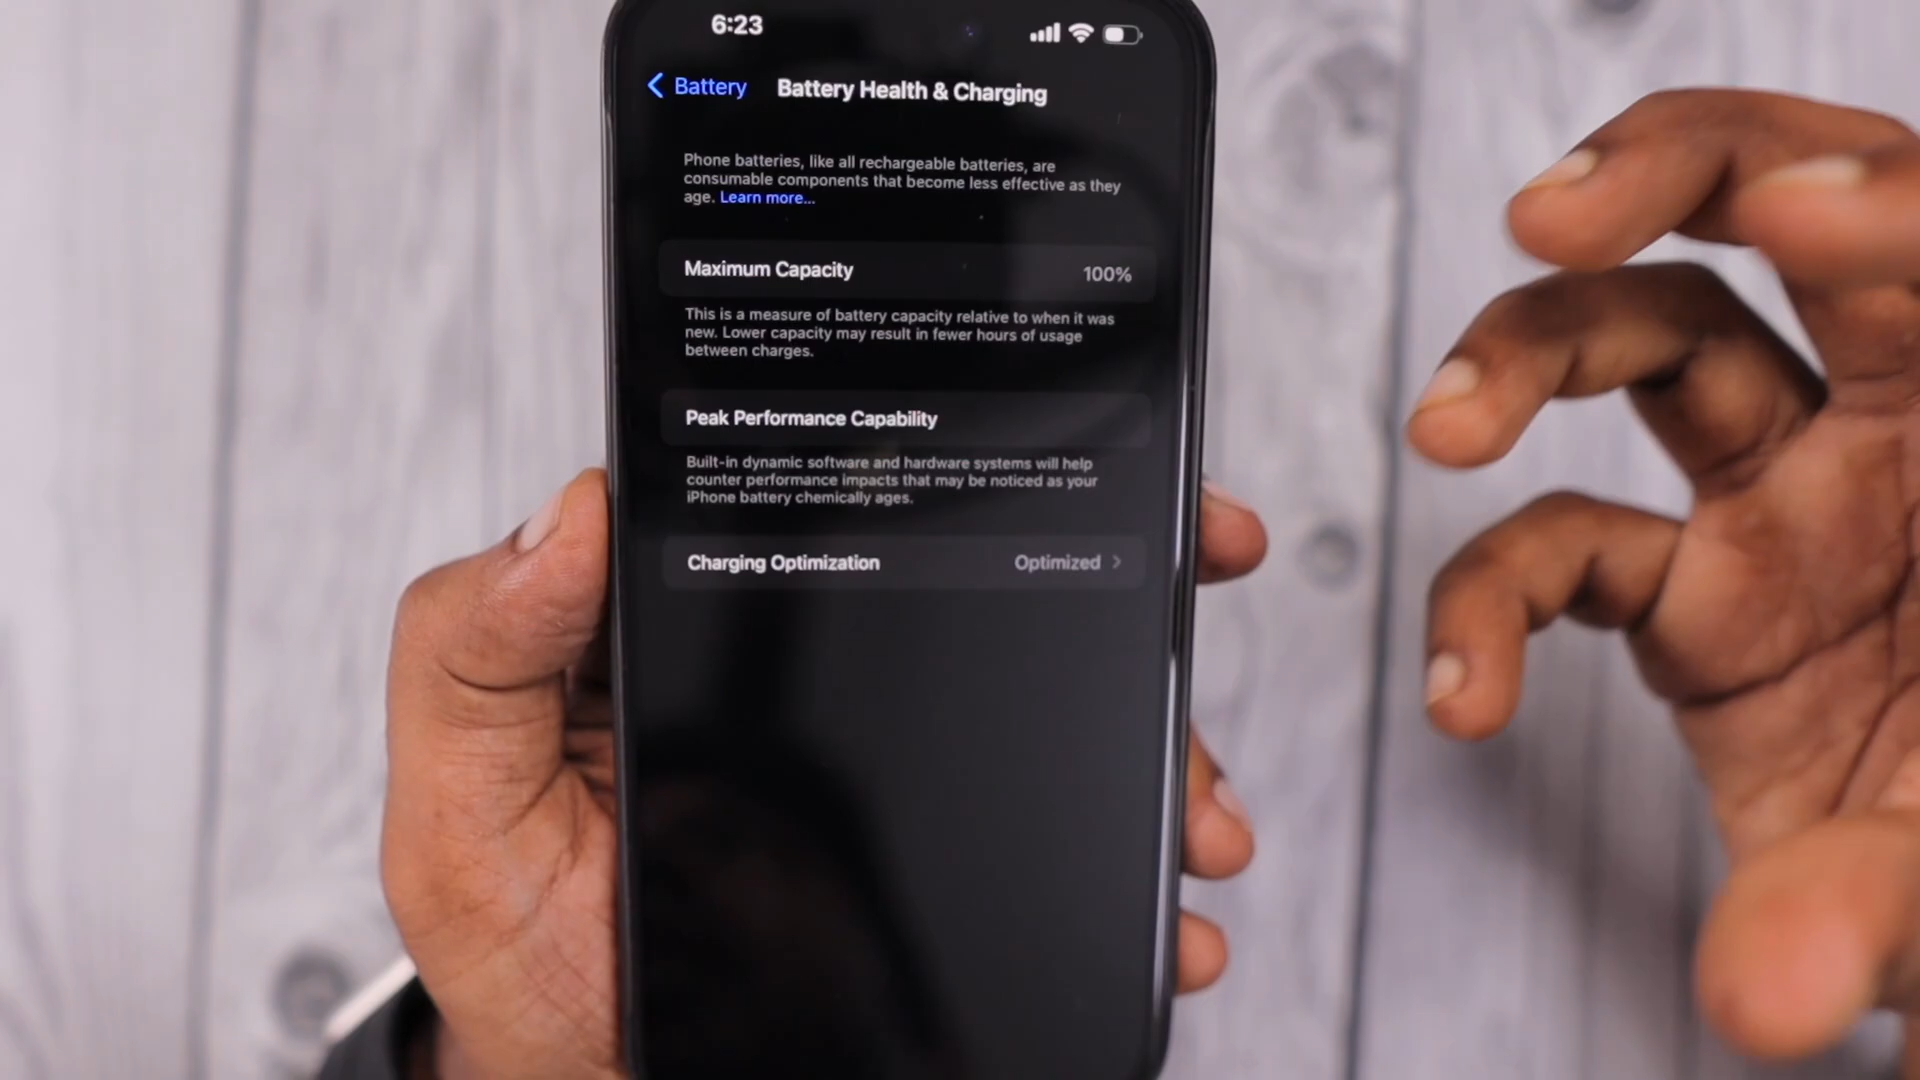 6:23
Battery
Battery Health & Charging
Phone batteries, like all rechargeable batteries, are
consumable components that become less effective as they
age. Learn more...
Maximum Capacity 100%
This is a measure of battery capacity relative to when it was
new. Lower capacity may result in fewer hours of usage
between charges.
Peak Performance Capability
Built-in dynamic software and hardware systems will help
counter performance impacts that may be noticed as your
iPhone battery chemically ages.
Charging Optimization Optimized